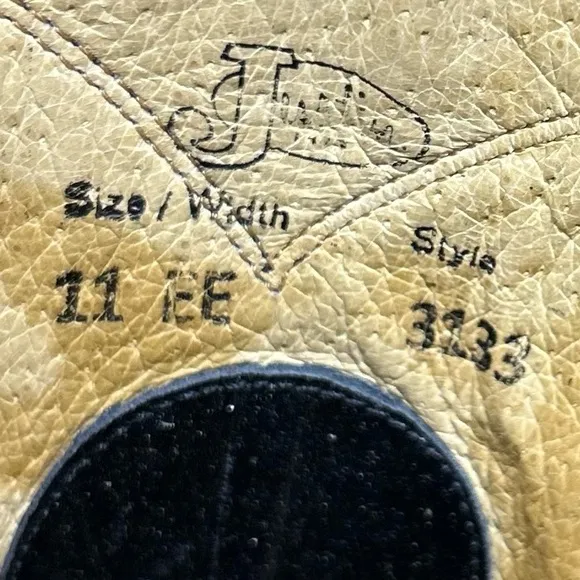 Justin
Size / Width
Style
11 EE
3133